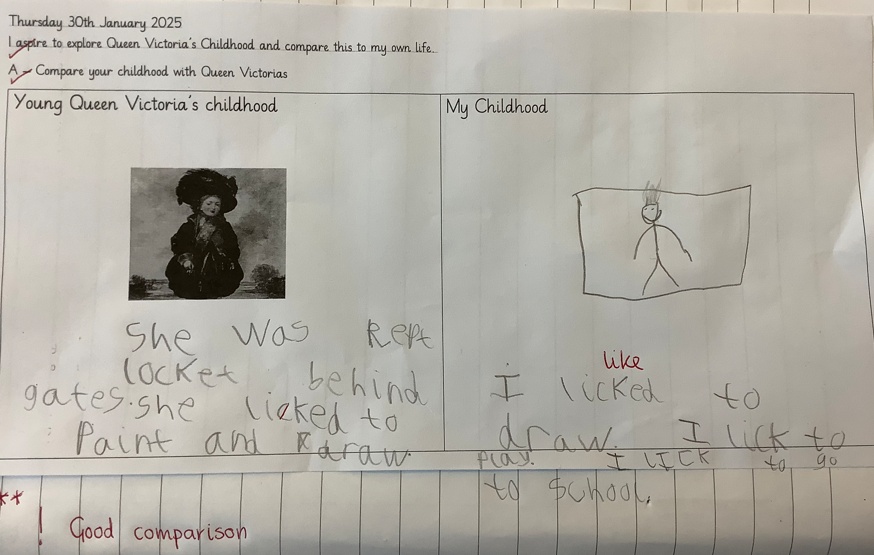 Thursday 30th January 2025
I aspire to explore Queen Victoria's Childhood and compare this to my own life..
A - Compare your childhood with Queen Victorias
Young Queen Victoria's childhood
She was kept
locket behind
gates. she licked to
Paint and draw.
My Childhood
like
I licked to
draw. I lick to
play. I LICK to go
to School.
**
! Good comparison